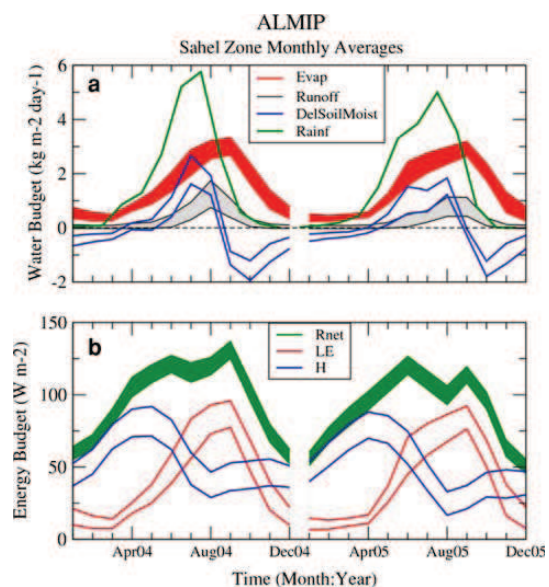 ALMIP
Sahel Zone Monthly Averages
a
Evap
Runoff
DelSoilMoist
Rainf
Water Budget (kg m-2 day-1)
6
4
2
0
-2
b
Rnet
LE
H
Energy Budget (W m-2)
150
100
50
0
Apr04 Aug04 Dec04 Apr05 Aug05 Dec05
Time (Month:Year)